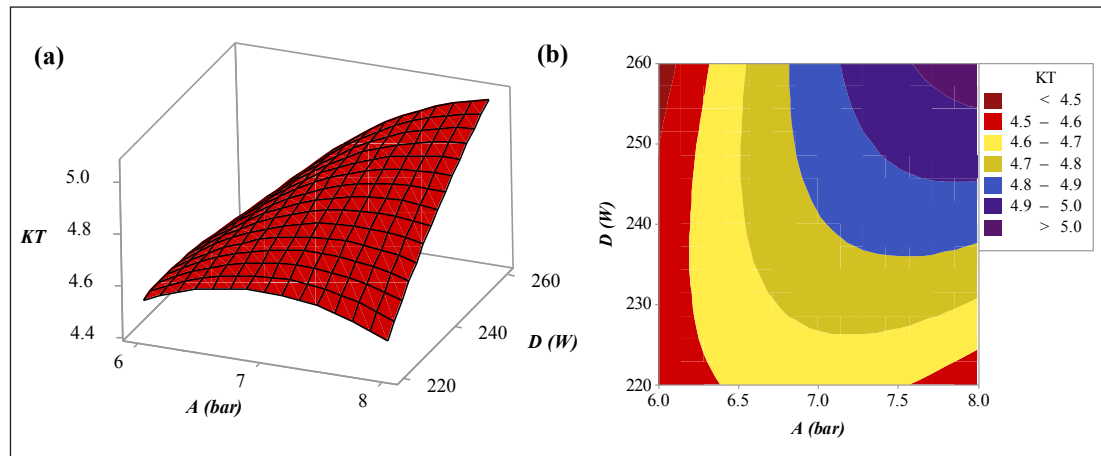 (a)
5.0
4.8
KT
4.6
4.4
6
7
8
A (bar)
220
240
260
D (W)
(b)
260
250
240
230
220
D (W)
6.0 6.5 7.0 7.5 8.0
A (bar)
KT
< 4.5
4.5 – 4.6
4.6 – 4.7
4.7 – 4.8
4.8 – 4.9
4.9 – 5.0
> 5.0